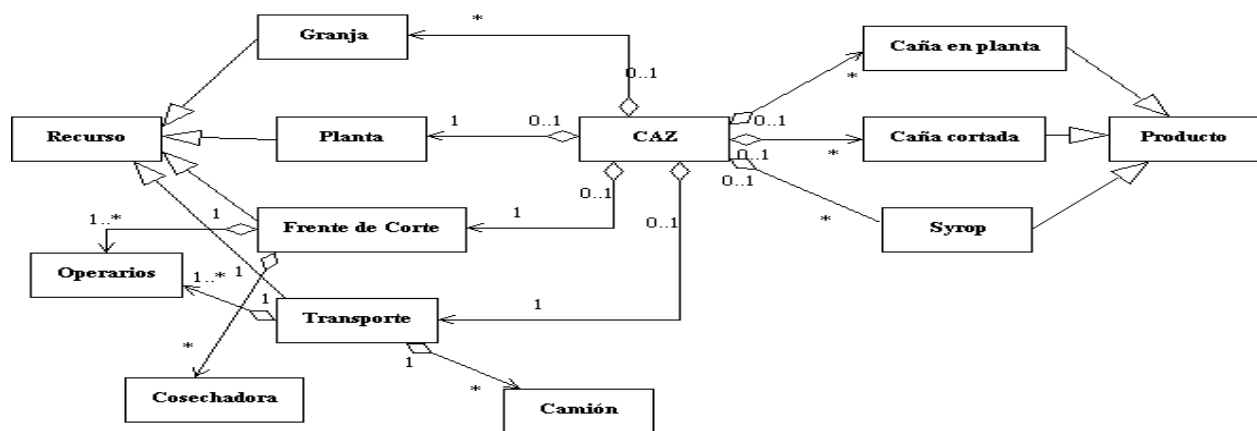 Granja
*
0..1
Caña en planta
*
Recurso
Planta
1
0..1
CAZ
0..1
0..1
0..1
*
Caña cortada
Producto
0..1
0..1
*
Syrop
1..*
1
Frente de Corte
1
Operarios
1..*
1
1
Transporte
1
*
1
*
Cosechadora
Camión